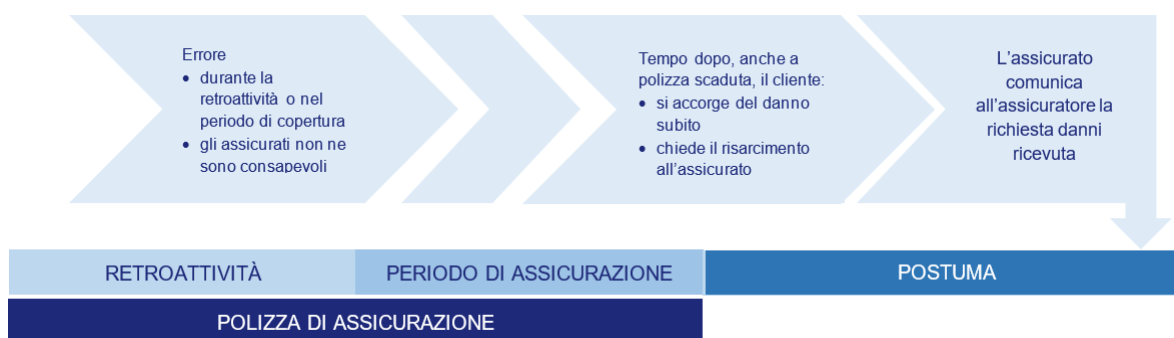 Errore
• durante la
retroattività o nel
periodo di copertura
• gli assicurati non ne
sono consapevoli
Tempo dopo, anche a
polizza scaduta, il cliente:
• si accorge del danno
subito
• chiede il risarcimento
all’assicurato
L’assicurato
comunica
all’assicuratore la
richiesta danni
ricevuta
RETROATTIVITÀ
PERIODO DI ASSICURAZIONE
POSTUMA
POLIZZA DI ASSICURAZIONE